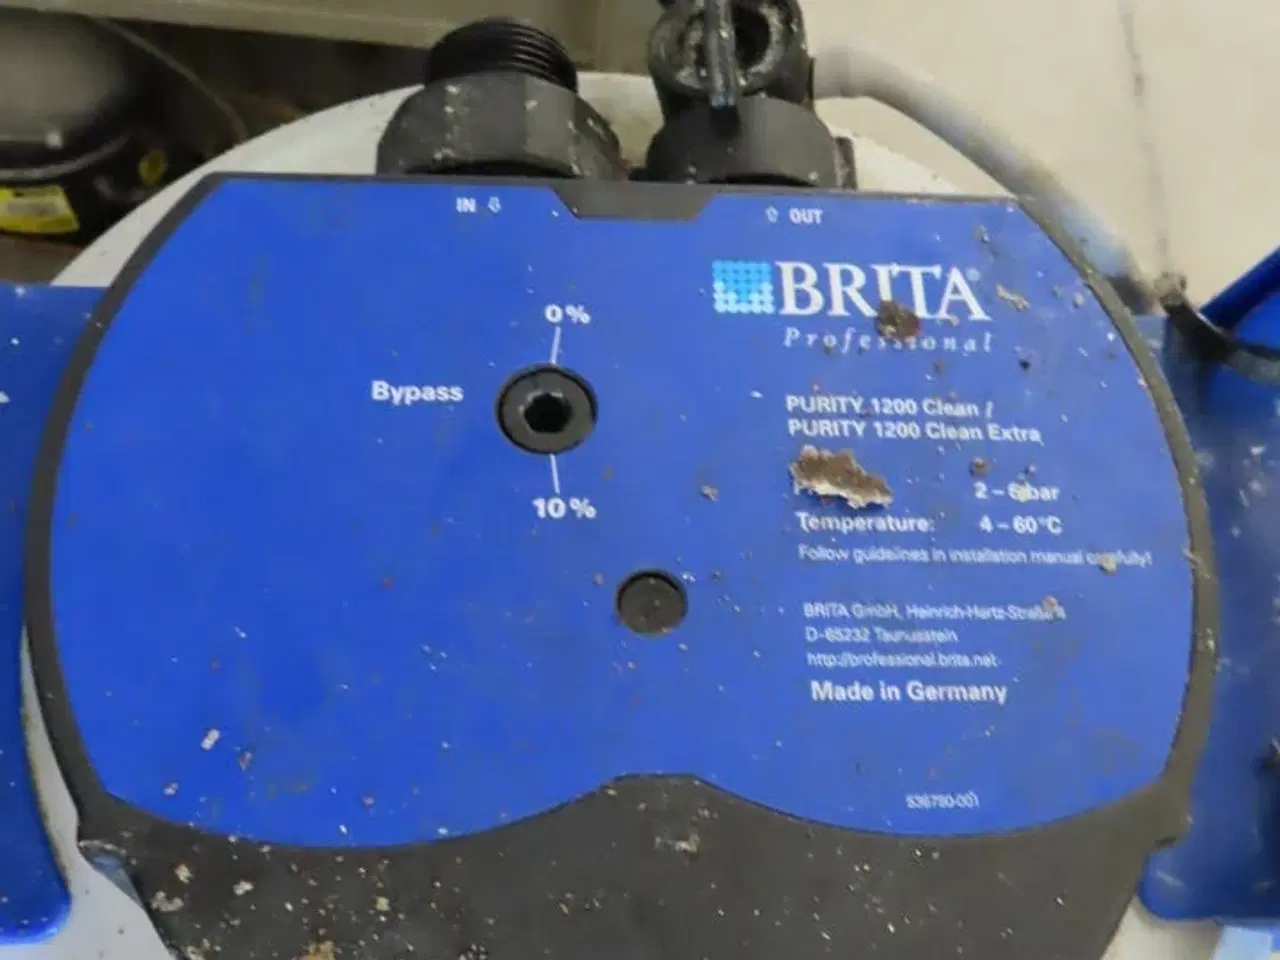 IN
OUT
BRITA®
Professional
0%
Bypass
10%
PURITY 1200 Clean /
PURITY 1200 Clean Extra
2 – 6 bar
Temperature: 4 – 60°C
Follow guidelines in installation manual carefully!
BRITA GmbH, Heinrich-Hertz-Straße 4
D-65232 Taunusstein
http://professional.brita.net
Made in Germany